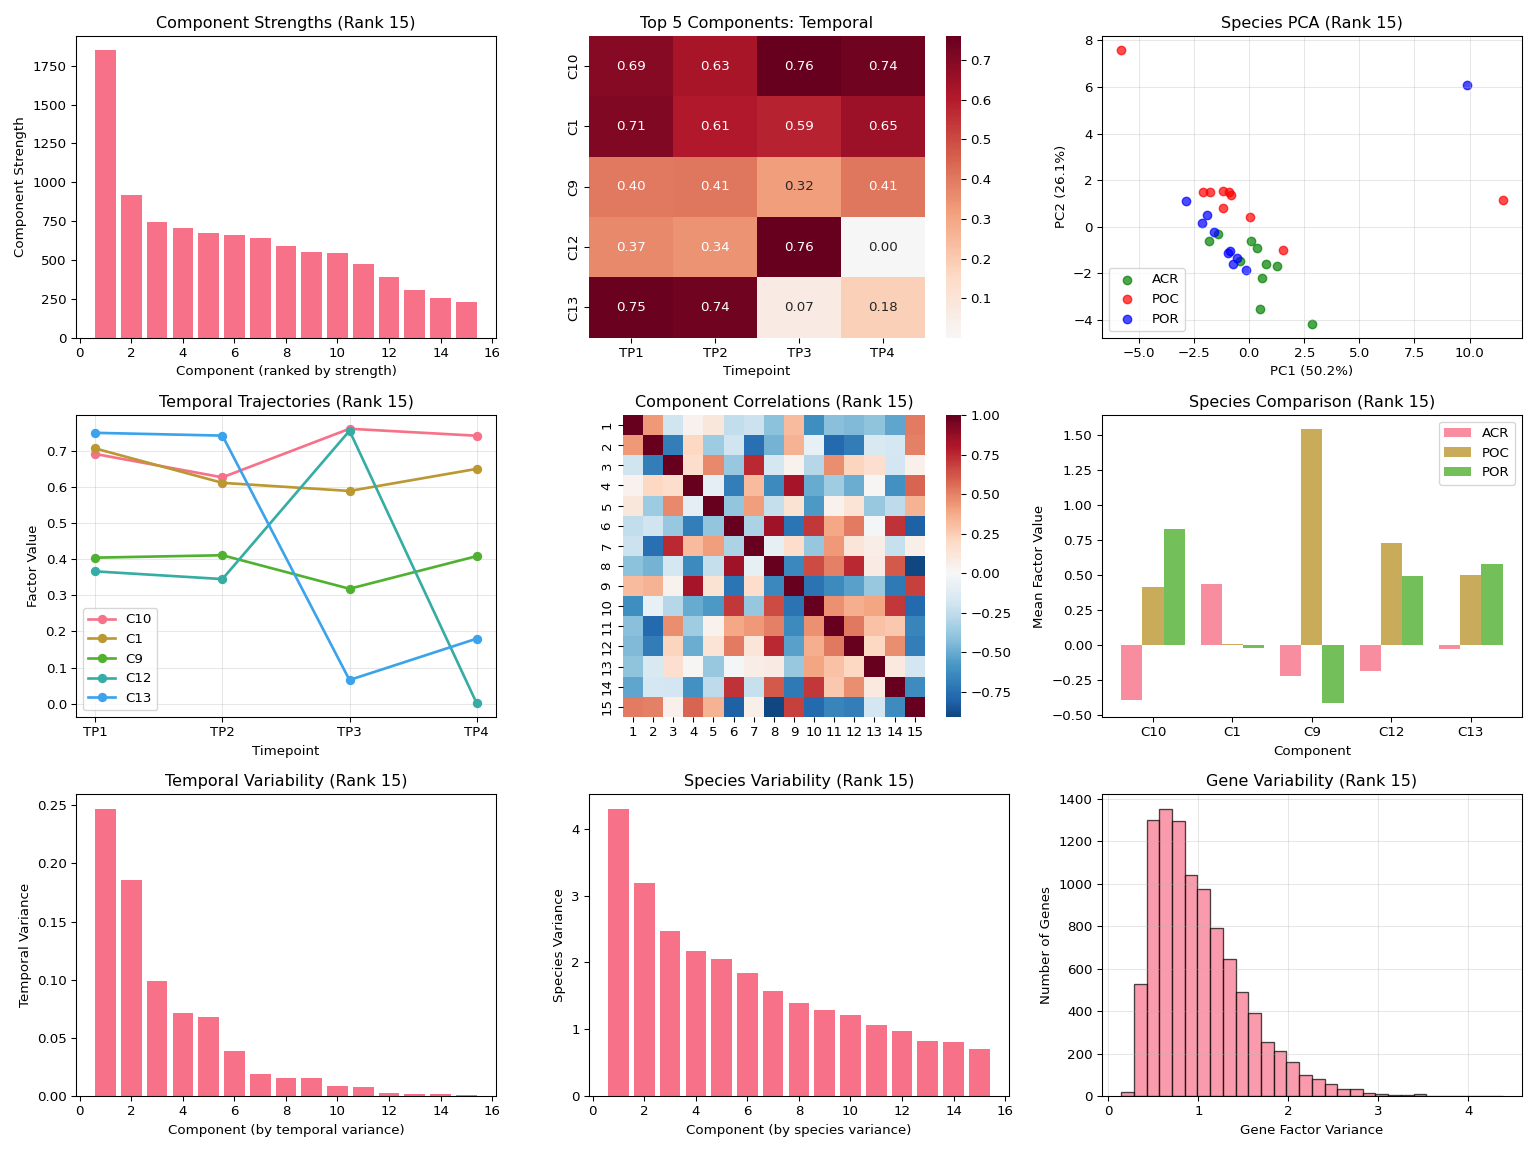 Component Strengths (Rank 15)
1750
1500
1250
1000
750
500
250
0
Component Strength
0 2 4 6 8 10 12 14 16
Component (ranked by strength)
Top 5 Components: Temporal
C10 0.69 0.63 0.76 0.74
C1 0.71 0.61 0.59 0.65
C9 0.40 0.41 0.32 0.41
C12 0.37 0.34 0.76 0.00
C13 0.75 0.74 0.07 0.18
TP1 TP2 TP3 TP4
Timepoint
0.7
0.6
0.5
0.4
0.3
0.2
0.1
Species PCA (Rank 15)
8
6
4
2
0
−2
−4
PC2 (26.1%)
ACR
POC
POR
−5.0 −2.5 0.0 2.5 5.0 7.5 10.0
PC1 (50.2%)
Temporal Trajectories (Rank 15)
0.7
0.6
0.5
0.4
0.3
0.2
0.1
0.0
Factor Value
C10
C1
C9
C12
C13
TP1 TP2 TP3 TP4
Timepoint
Component Correlations (Rank 15)
1
2
3
4
5
6
7
8
9
10
11
12
13
14
15
1 2 3 4 5 6 7 8 9 10 11 12 13 14 15
1.00
0.75
0.50
0.25
0.00
−0.25
−0.50
−0.75
Species Comparison (Rank 15)
1.50
1.25
1.00
0.75
0.50
0.25
0.00
−0.25
−0.50
Mean Factor Value
ACR
POC
POR
C10 C1 C9 C12 C13
Component
Temporal Variability (Rank 15)
0.25
0.20
0.15
0.10
0.05
0.00
Temporal Variance
0 2 4 6 8 10 12 14 16
Component (by temporal variance)
Species Variability (Rank 15)
4
3
2
1
0
Species Variance
0 2 4 6 8 10 12 14 16
Component (by species variance)
Gene Variability (Rank 15)
1400
1200
1000
800
600
400
200
0
Number of Genes
0 1 2 3 4
Gene Factor Variance